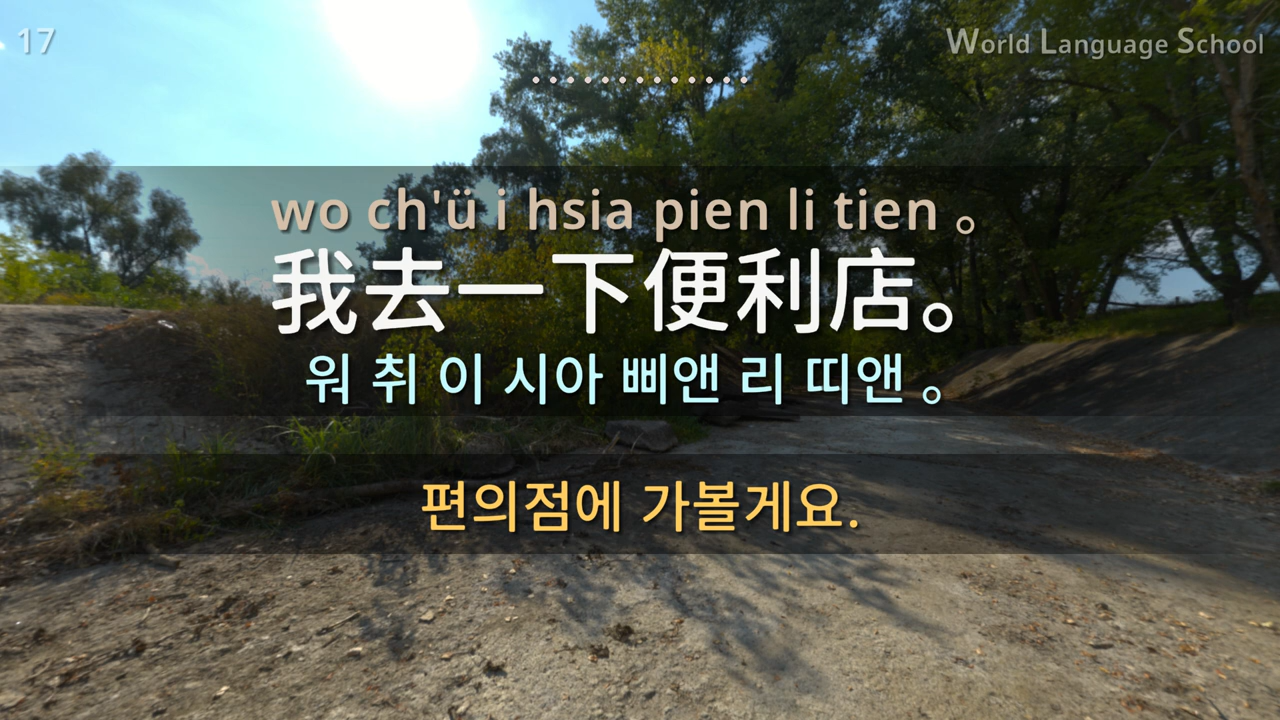 17
World Language School
wo ch'ü i hsia pien li tien 。
我去一下便利店。
워 취 이 시아 삐앤 리 띠앤 。
편의점에 가볼게요.